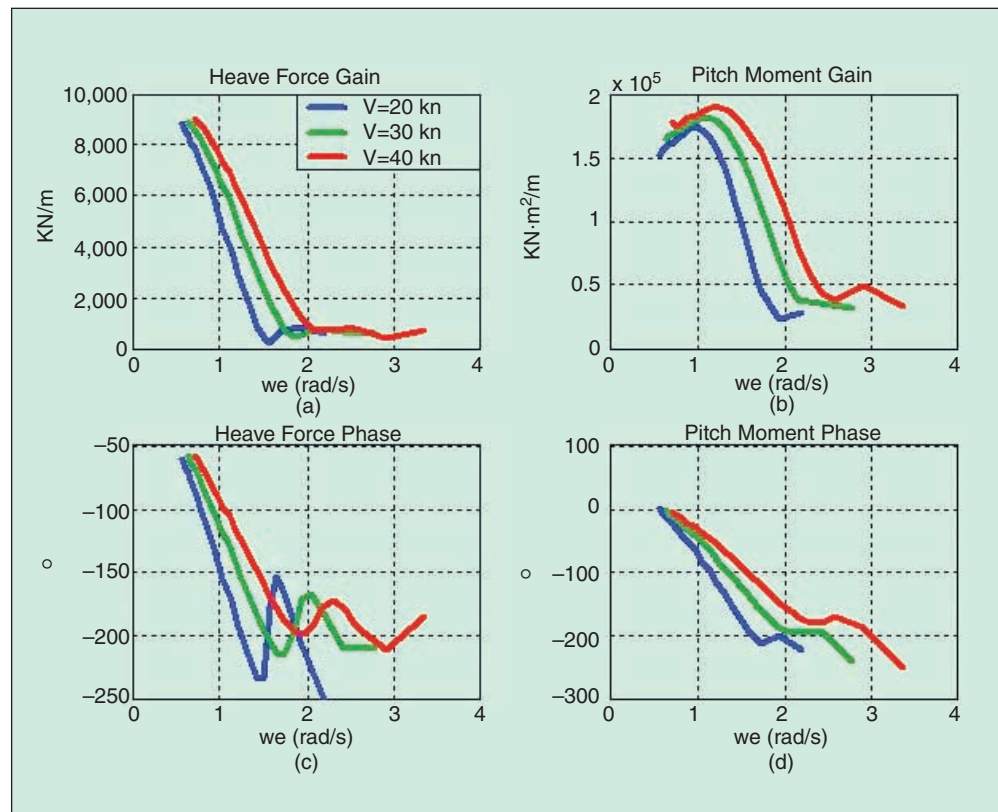 Heave Force Gain
10,000
8,000
6,000
4,000
2,000
0
KN/m
V=20 kn
V=30 kn
V=40 kn
0 1 2 3 4
we (rad/s)
(a)
Pitch Moment Gain
x 10⁵
2
1.5
1
0.5
0
KN·m²/m
0 1 2 3 4
we (rad/s)
(b)
Heave Force Phase
−50
−100
−150
−200
−250
°
0 1 2 3 4
we (rad/s)
(c)
Pitch Moment Phase
100
0
−100
−200
−300
°
0 1 2 3 4
we (rad/s)
(d)